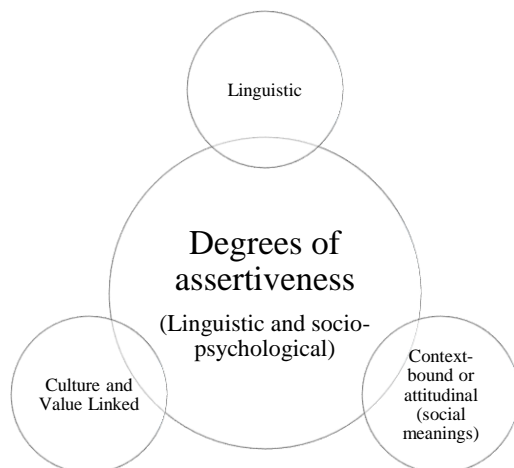 Linguistic
Degrees of
assertiveness
(Linguistic and socio-
psychological)
Culture and
Value Linked
Context-
bound or
attitudinal
(social
meanings)